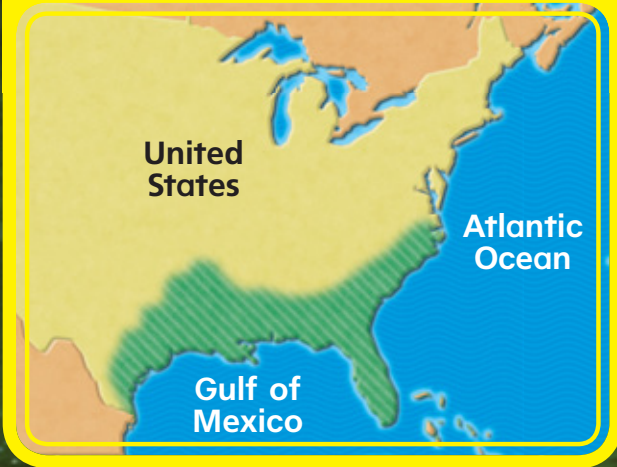 United
States
Atlantic
Ocean
Gulf of
Mexico